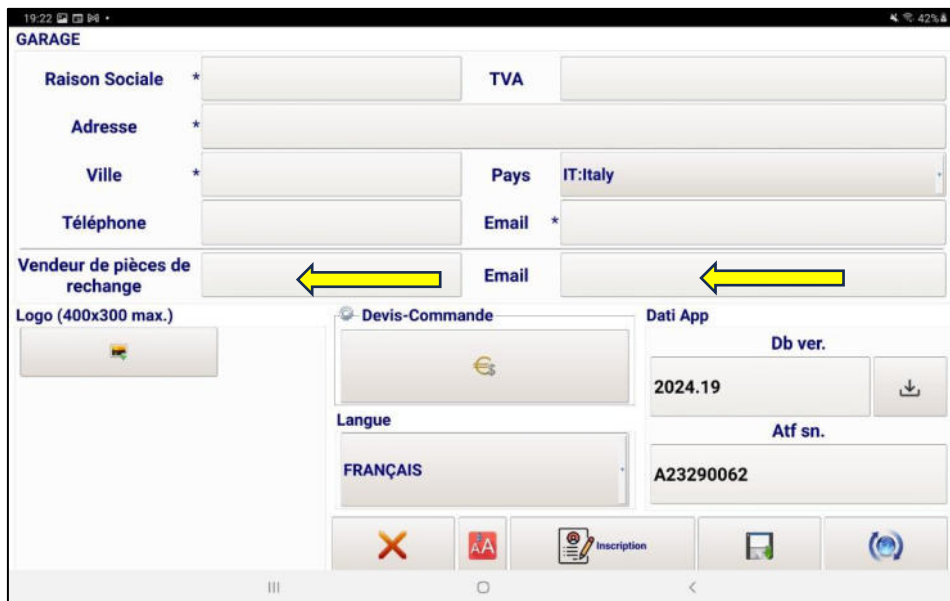 19:22 42%
GARAGE
Raison Sociale * TVA
Adresse *
Ville * Pays IT:Italy
Téléphone Email *
Vendeur de pièces de rechange Email
Logo (400x300 max.) Devis-Commande Dati App
Db ver.
2024.19
Langue
Atf sn.
FRANÇAIS A23290062
Inscription